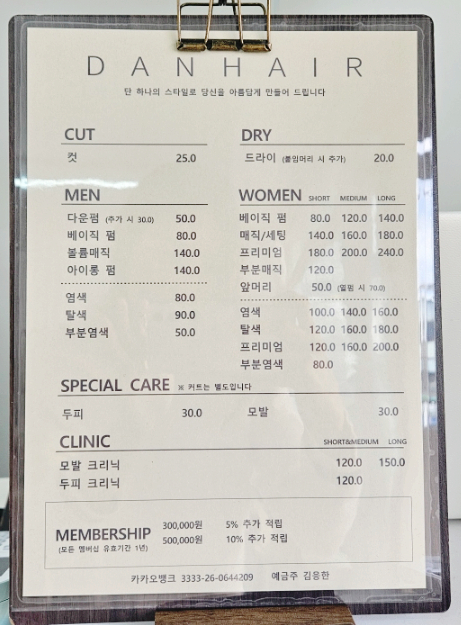 DANHAIR
단 하나의 스타일로 당신을 아름답게 만들어 드립니다
CUT
컷 25.0
DRY
드라이 (붙임머리 시 추가) 20.0
MEN
다운펌 (추가 시 30.0) 50.0
베이직 펌 80.0
볼륨매직 140.0
아이롱 펌 140.0
염색 80.0
탈색 90.0
부분염색 50.0
WOMEN SHORT MEDIUM LONG
베이직 펌 80.0 120.0 140.0
매직/세팅 140.0 160.0 180.0
프리미엄 180.0 200.0 240.0
부분매직 120.0
앞머리 50.0 (열펌 시 70.0)
염색 100.0 140.0 160.0
탈색 120.0 160.0 180.0
프리미엄 120.0 160.0 200.0
부분염색 80.0
SPECIAL CARE ※ 커트는 별도입니다
두피 30.0 모발 30.0
CLINIC SHORT&MEDIUM LONG
모발 크리닉 120.0 150.0
두피 크리닉 120.0
MEMBERSHIP
(모든 멤버십 유효기간 1년)
300,000원 5% 추가 적립
500,000원 10% 추가 적립
카카오뱅크 3333-26-0644209 예금주 김응한